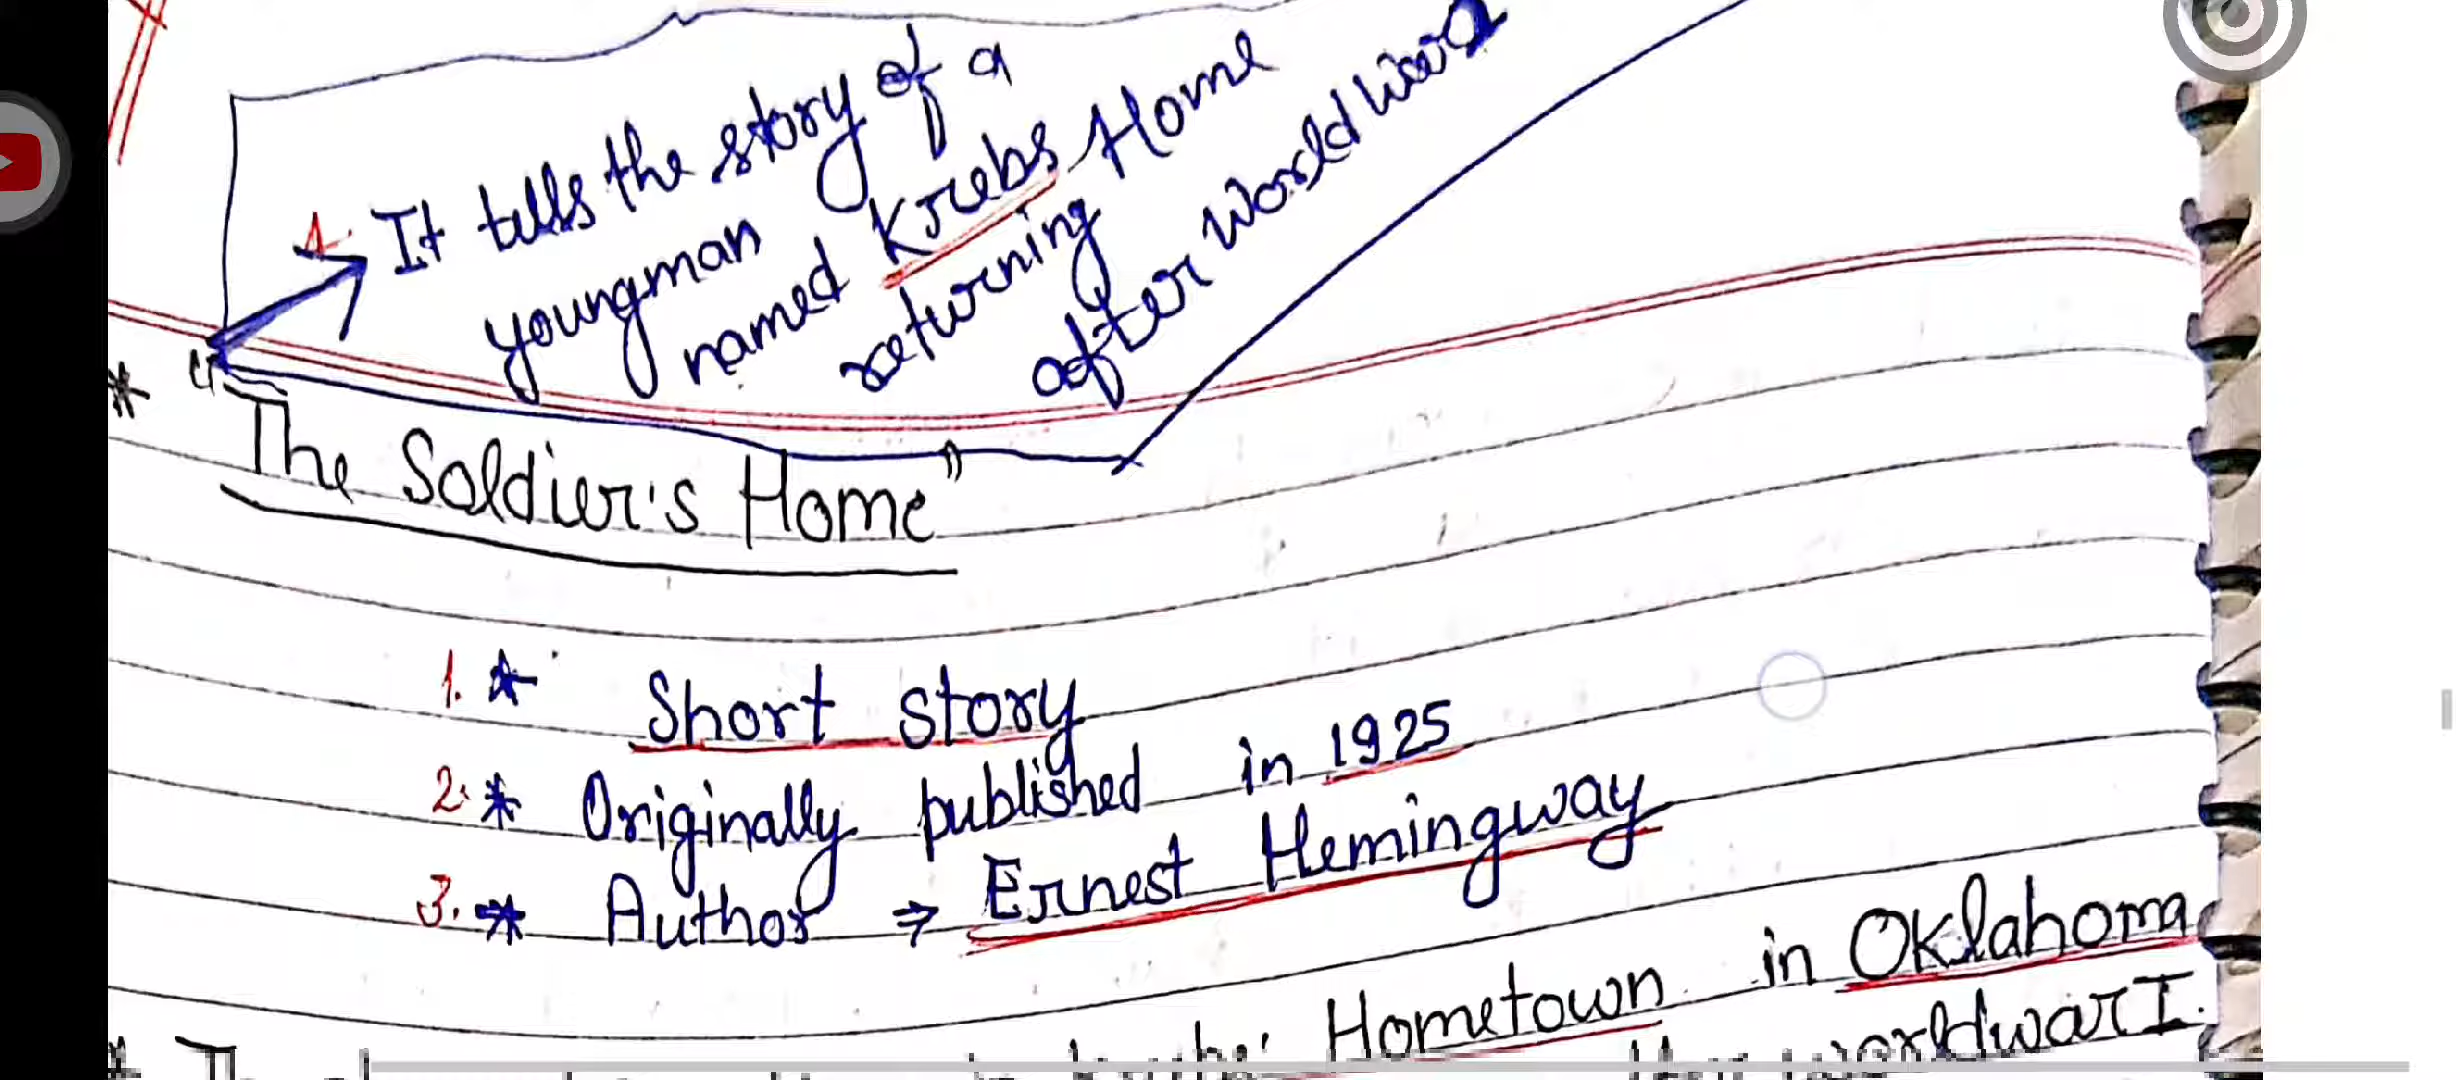 1. It tells the story of a
youngman
named Krebs Home
returning
after world war
* "The Soldier's Home"
1. * Short story
2. * Originally published in 1925
3. * Author ⇒ Ernest Hemingway
Hometown in Oklahoma
worldwar I.